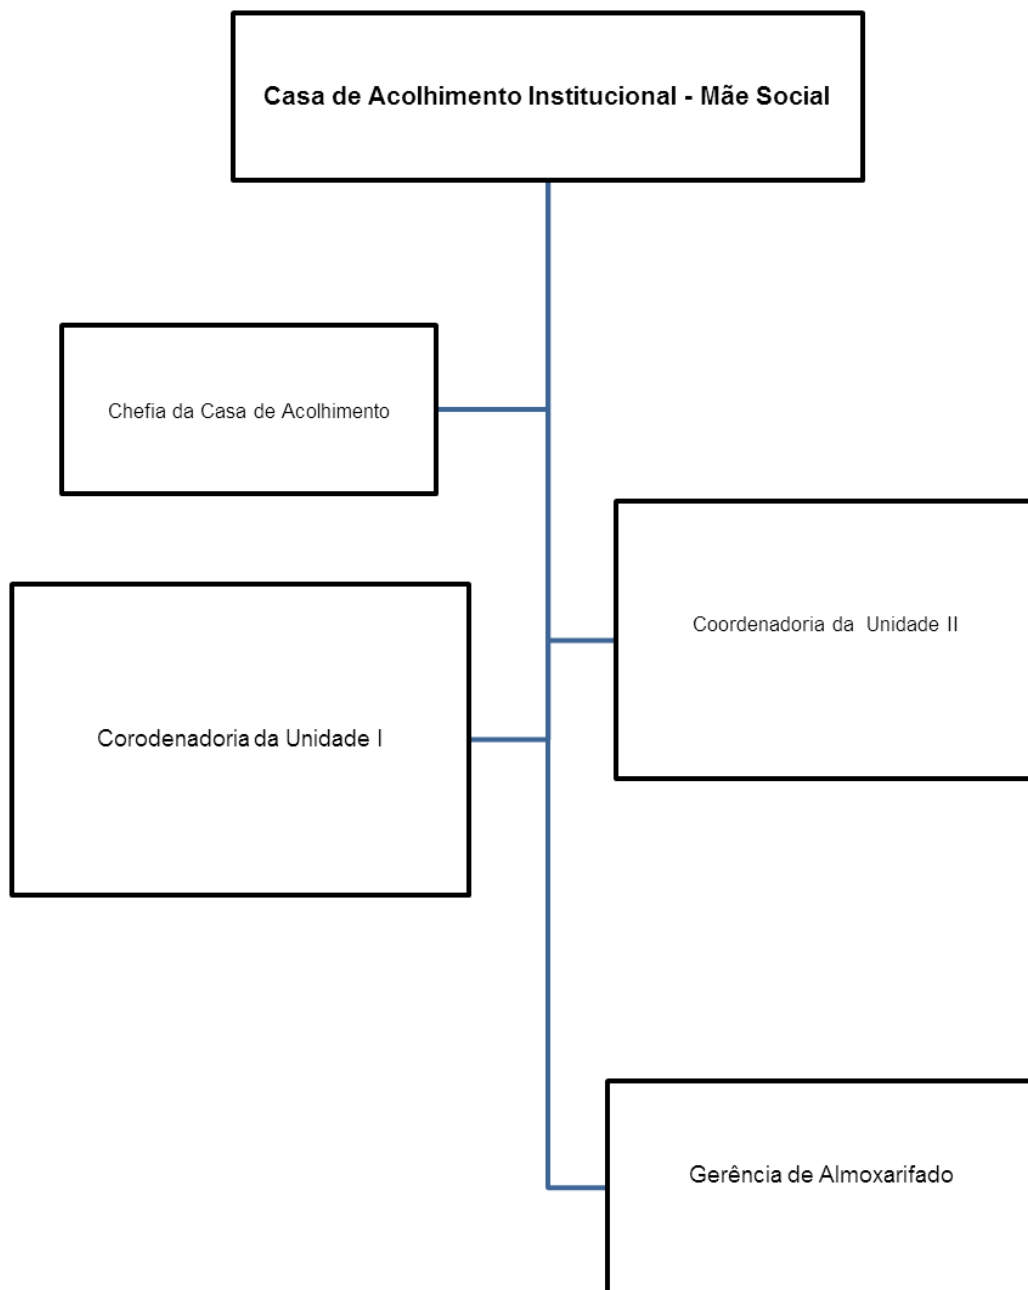 Casa de Acolhimento Institucional - Mãe Social
Chefia da Casa de Acolhimento
Coordenadoria da  Unidade II
Corodenadoria da Unidade I
Gerência de Almoxarifado